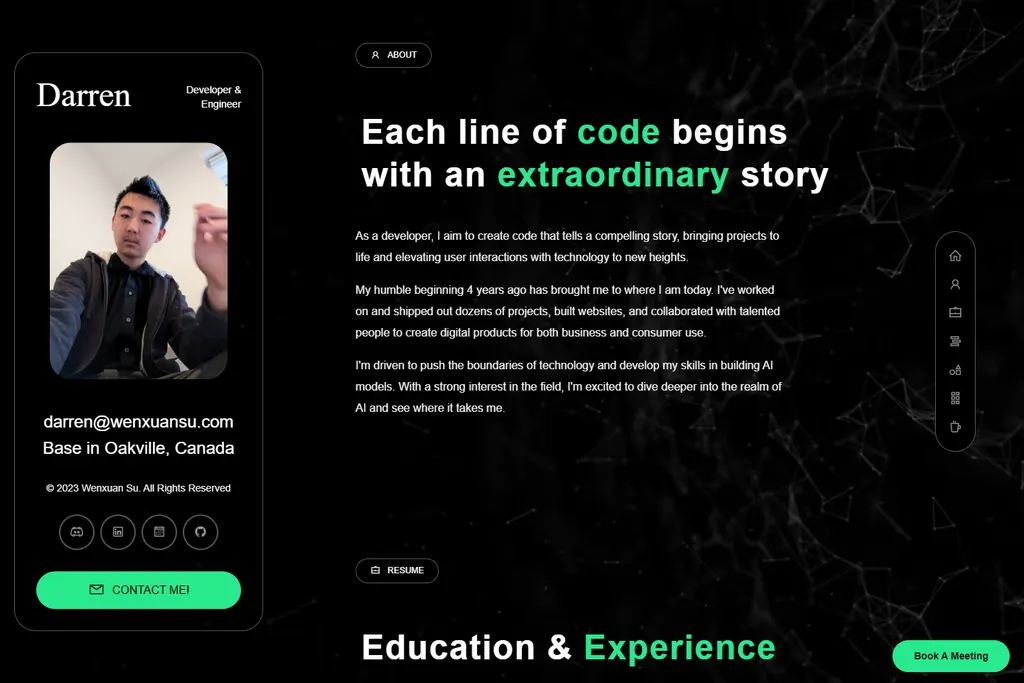 Darren
Developer &
Engineer
darren@wenxuansu.com
Base in Oakville, Canada
© 2023 Wenxuan Su. All Rights Reserved
CONTACT ME!
ABOUT
Each line of code begins
with an extraordinary story
As a developer, I aim to create code that tells a compelling story, bringing projects to
life and elevating user interactions with technology to new heights.
My humble beginning 4 years ago has brought me to where I am today. I've worked
on and shipped out dozens of projects, built websites, and collaborated with talented
people to create digital products for both business and consumer use.
I'm driven to push the boundaries of technology and develop my skills in building AI
models. With a strong interest in the field, I'm excited to dive deeper into the realm of
AI and see where it takes me.
RESUME
Education & Experience
Book A Meeting